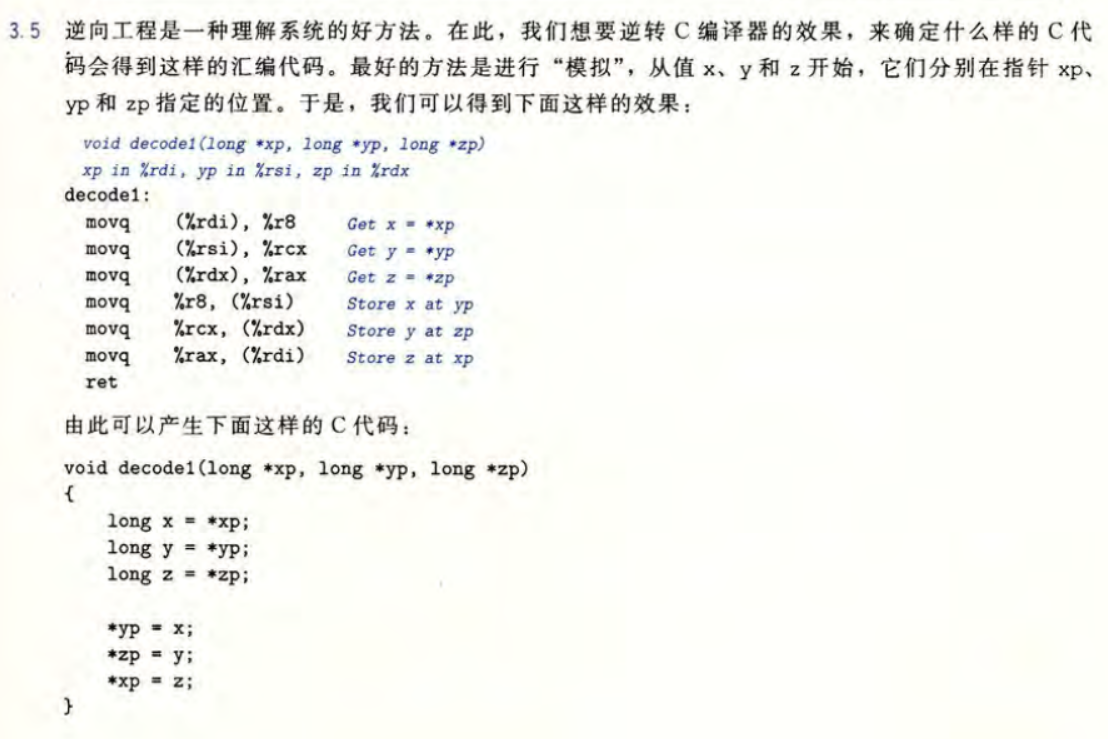 3.5 逆向工程是一种理解系统的好方法。在此，我们想要逆转 C 编译器的效果，来确定什么样的 C 代
码会得到这样的汇编代码。最好的方法是进行“模拟”，从值 x、y 和 z 开始，它们分别在指针 xp、
yp 和 zp 指定的位置。于是，我们可以得到下面这样的效果：
void decode1(long *xp, long *yp, long *zp)
xp in %rdi, yp in %rsi, zp in %rdx
decode1:
movq (%rdi), %r8 Get x = *xp
movq (%rsi), %rcx Get y = *yp
movq (%rdx), %rax Get z = *zp
movq %r8, (%rsi) Store x at yp
movq %rcx, (%rdx) Store y at zp
movq %rax, (%rdi) Store z at xp
ret
由此可以产生下面这样的 C 代码：
void decode1(long *xp, long *yp, long *zp)
{
long x = *xp;
long y = *yp;
long z = *zp;
*yp = x;
*zp = y;
*xp = z;
}